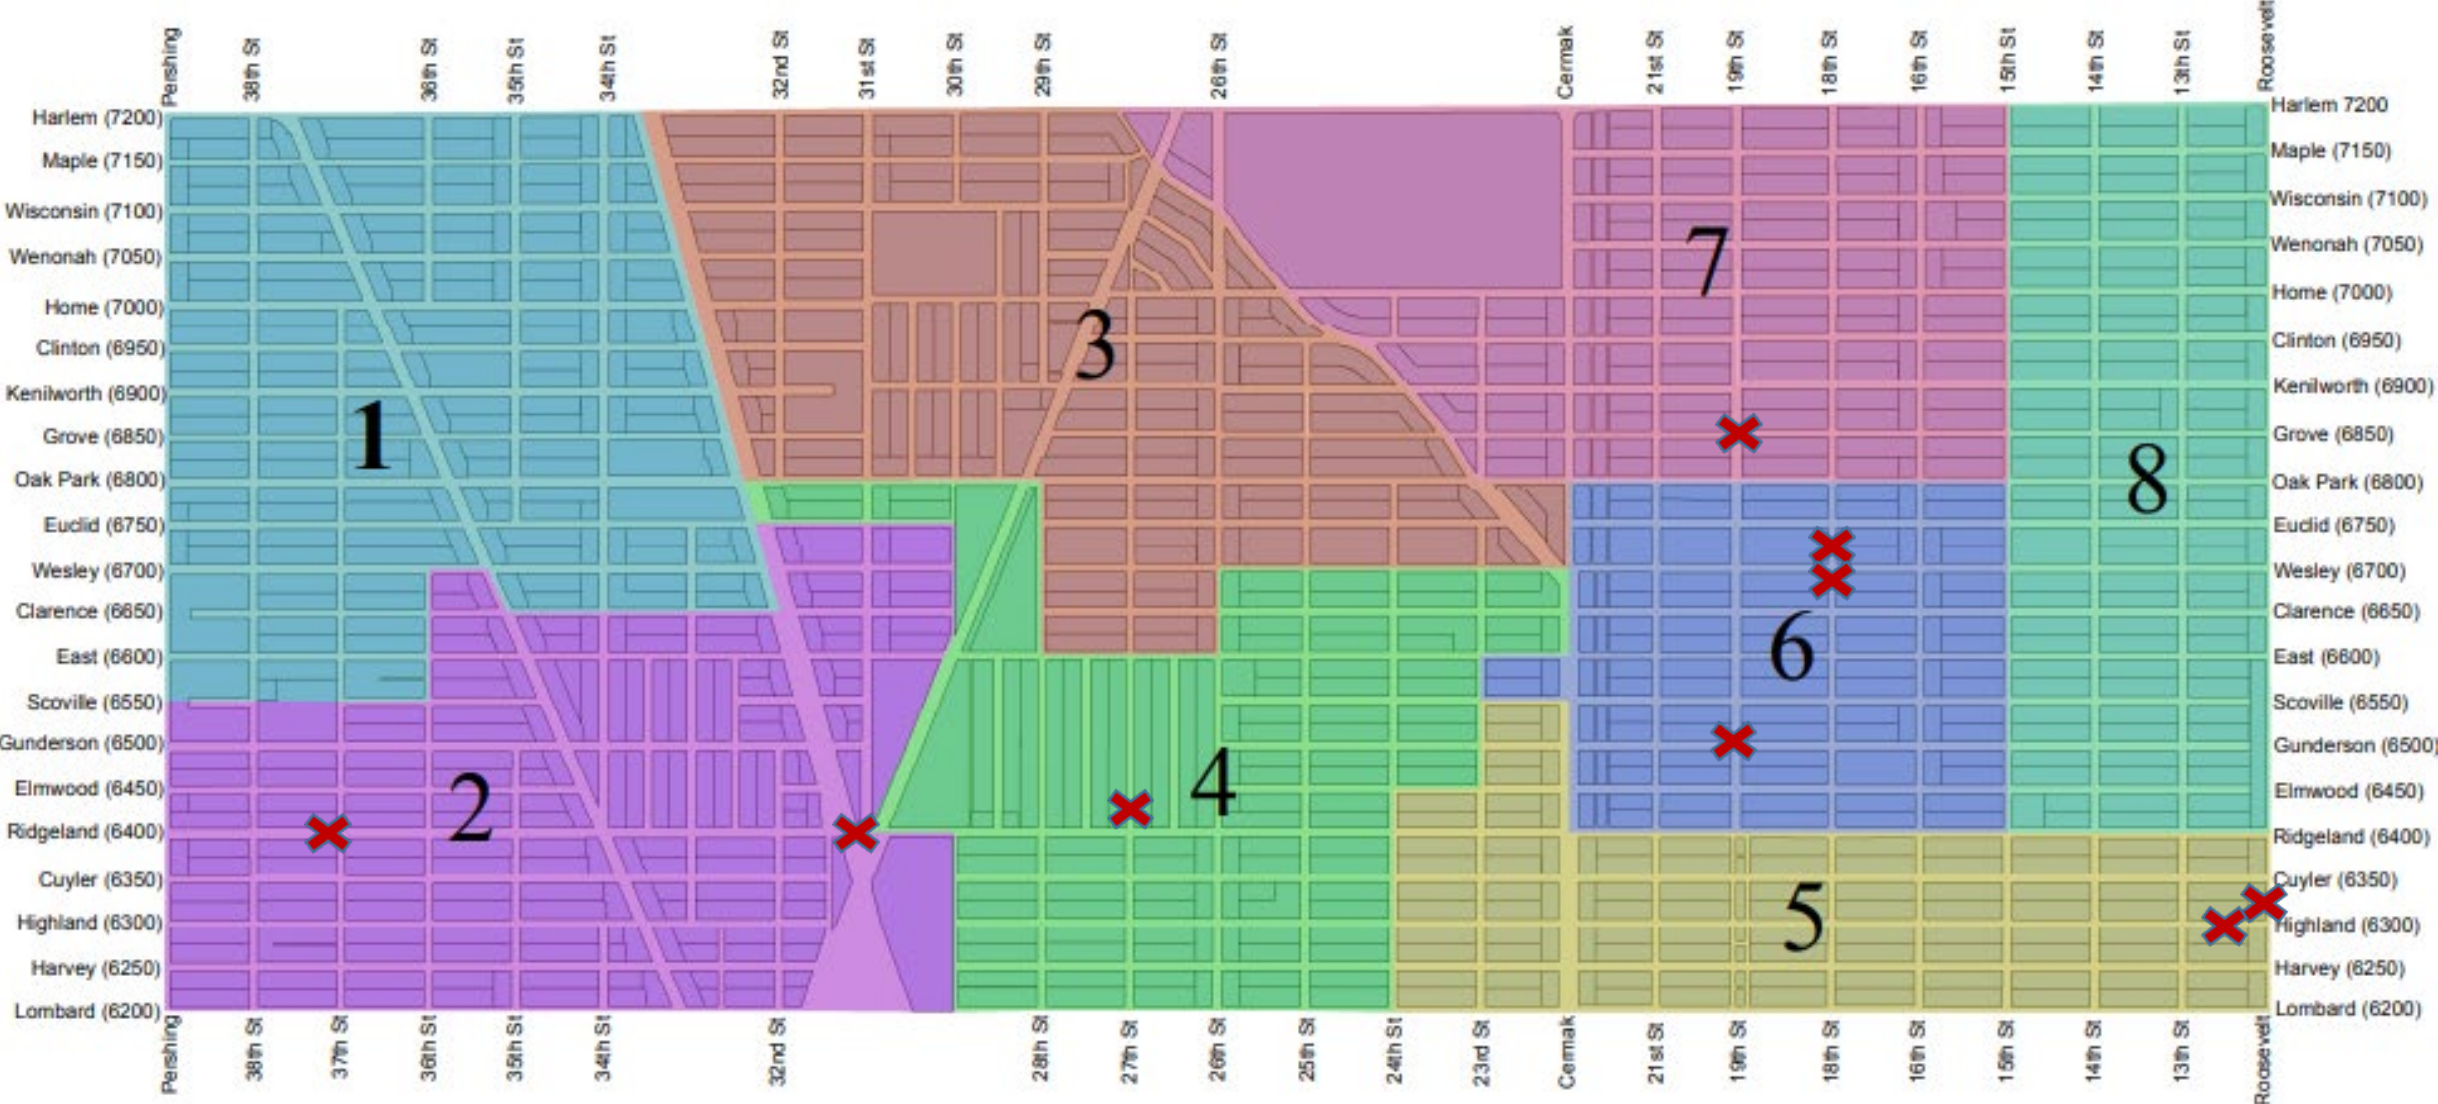 Pershing
38th St
36th St
35th St
34th St
32nd St
31st St
30th St
29th St
26th St
Cermak
21st St
19th St
18th St
16th St
15th St
14th St
13th St
Roosevelt
Harlem (7200)
Maple (7150)
Wisconsin (7100)
Wenonah (7050)
Home (7000)
Clinton (6950)
Kenilworth (6900)
Grove (6850)
Oak Park (6800)
Euclid (6750)
Wesley (6700)
Clarence (6650)
East (6600)
Scoville (6550)
Gunderson (6500)
Elmwood (6450)
Ridgeland (6400)
Cuyler (6350)
Highland (6300)
Harvey (6250)
Lombard (6200)
1
2
3
4
5
6
7
8
Harlem 7200
Maple (7150)
Wisconsin (7100)
Wenonah (7050)
Home (7000)
Clinton (6950)
Kenilworth (6900)
Grove (6850)
Oak Park (6800)
Euclid (6750)
Wesley (6700)
Clarence (6650)
East (6600)
Scoville (6550)
Gunderson (6500)
Elmwood (6450)
Ridgeland (6400)
Cuyler (6350)
Highland (6300)
Harvey (6250)
Lombard (6200)
Pershing
38th St
37th St
36th St
35th St
34th St
32nd St
28th St
27th St
26th St
25th St
24th St
23rd St
Cermak
21st St
19th St
18th St
16th St
15th St
14th St
13th St
Roosevelt